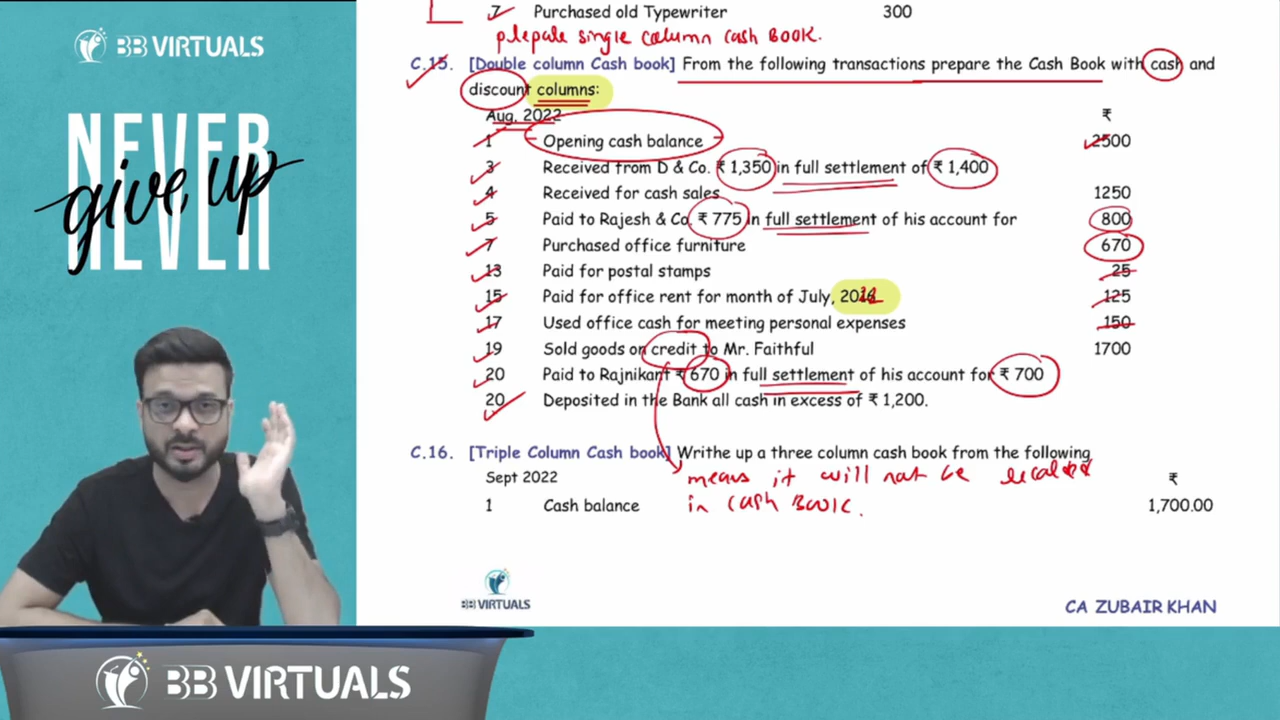 BB VIRTUALS
NEVER
give up
NEVER
7 Purchased old Typewriter 300
prepare single column cash BOOK.
C.15. [Double column Cash book] From the following transactions prepare the Cash Book with cash and
discount columns:
Aug, 2022 ₹
1 Opening cash balance 2500
3 Received from D & Co. ₹ 1,350 in full settlement of ₹ 1,400
4 Received for cash sales 1250
5 Paid to Rajesh & Co. ₹ 775 in full settlement of his account for 800
7 Purchased office furniture 670
13 Paid for postal stamps 25
15 Paid for office rent for month of July, 20 125
17 Used office cash for meeting personal expenses 150
19 Sold goods on credit to Mr. Faithful 1700
20 Paid to Rajnikant ₹ 670 in full settlement of his account for ₹ 700
20 Deposited in the Bank all cash in excess of ₹ 1,200.
C.16. [Triple Column Cash book] Writhe up a three column cash book from the following
Sept 2022 means it will not be ₹
1 Cash balance in cash BOOK. 1,700.00
BB VIRTUALS
CA ZUBAIR KHAN
BB VIRTUALS